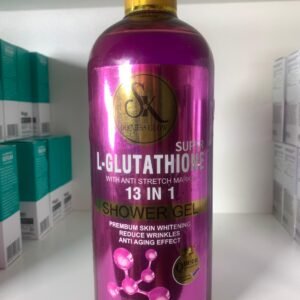 SK
SUPER
L-GLUTATHIONE
WITH ANTI STRETCH MARK
13 IN 1
SHOWER GEL
PREMIUM SKIN WHITENING
REDUCE WRINKLES
ANTI AGING EFFECT